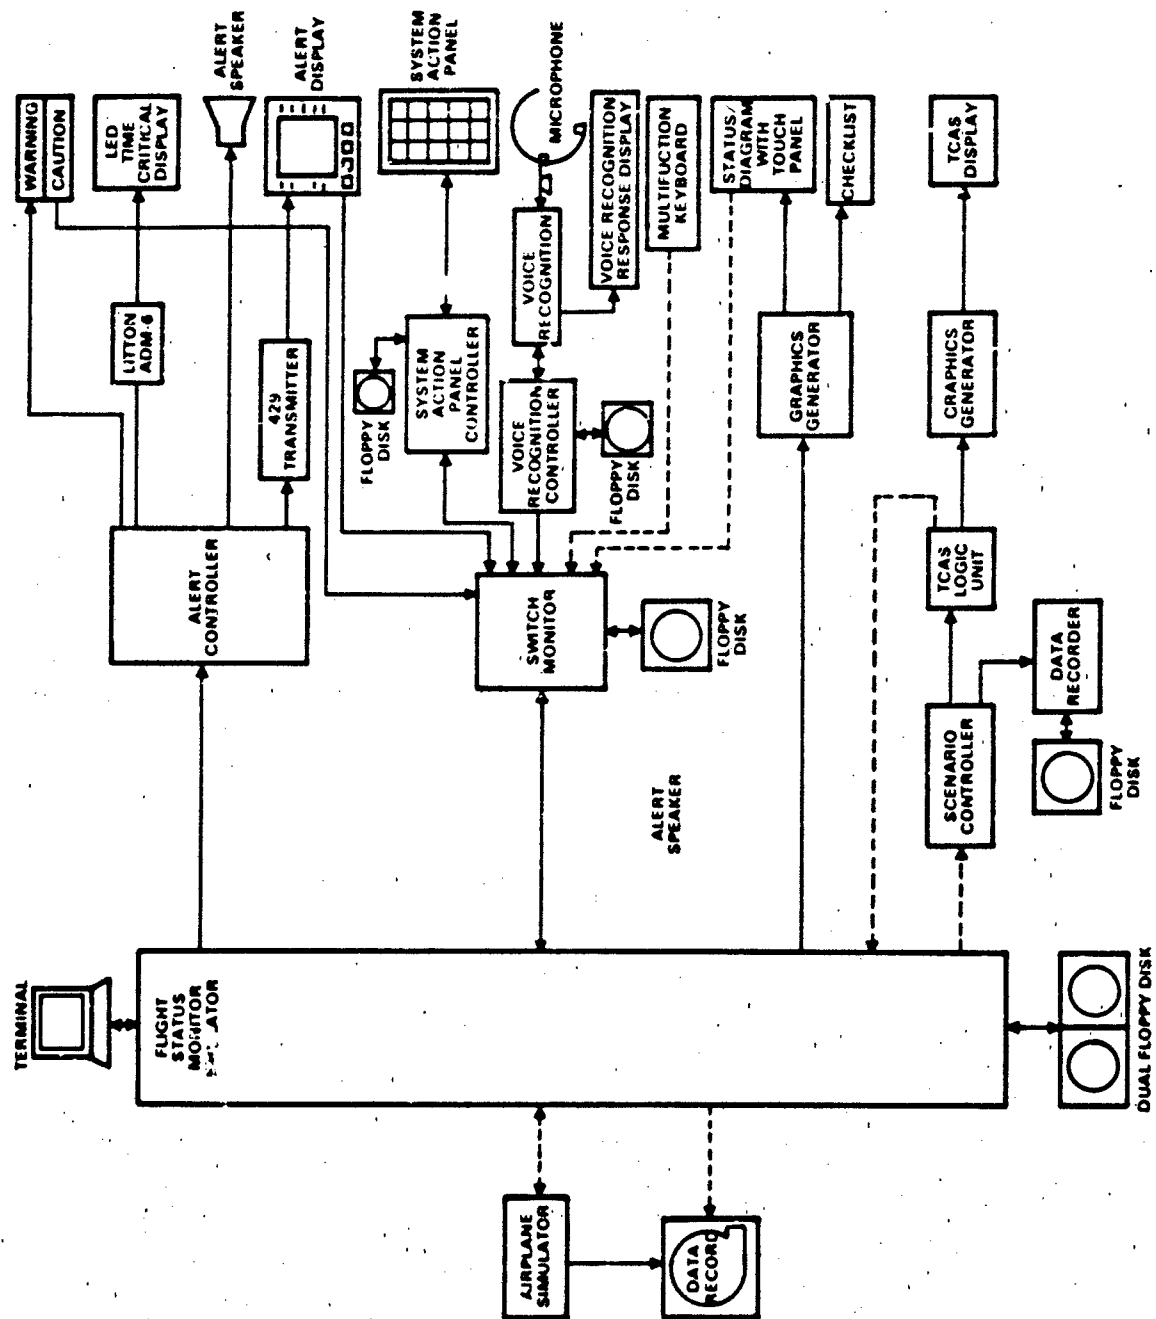 TERMINAL
FLIGHT
STATUS
MONITOR
AIRPLANE
SIMULATOR
DATA
RECORD
DUAL FLOPPY DISK
ALERT
CONTROLLER
LITTON
ADM-6
429
TRANSMITTER
WARNING
CAUTION
LED
TIME
CRITICAL
DISPLAY
ALERT
SPEAKER
ALERT
DISPLAY
SYSTEM
ACTION
PANEL
FLOPPY
DISK
SYSTEM
ACTION
PANEL
CONTROLLER
MICROPHONE
VOICE
RECOGNITION
VOICE RECOGNITION
RESPONSE DISPLAY
VOICE
RECOGNITION
CONTROLLER
FLOPPY
DISK
MULTIFUCTION
KEYBOARD
SWITCH
MONITOR
FLOPPY
DISK
STATUS/
DIAGRAM
WITH
TOUCH
PANEL
CHECKLIST
GRAPHICS
GENERATOR
ALERT
SPEAKER
TCAS
DISPLAY
CRAPHICS
GENERATOR
TCAS
LOGIC
UNIT
SCENARIO
CONTROLLER
DATA
RECORDER
FLOPPY
DISK